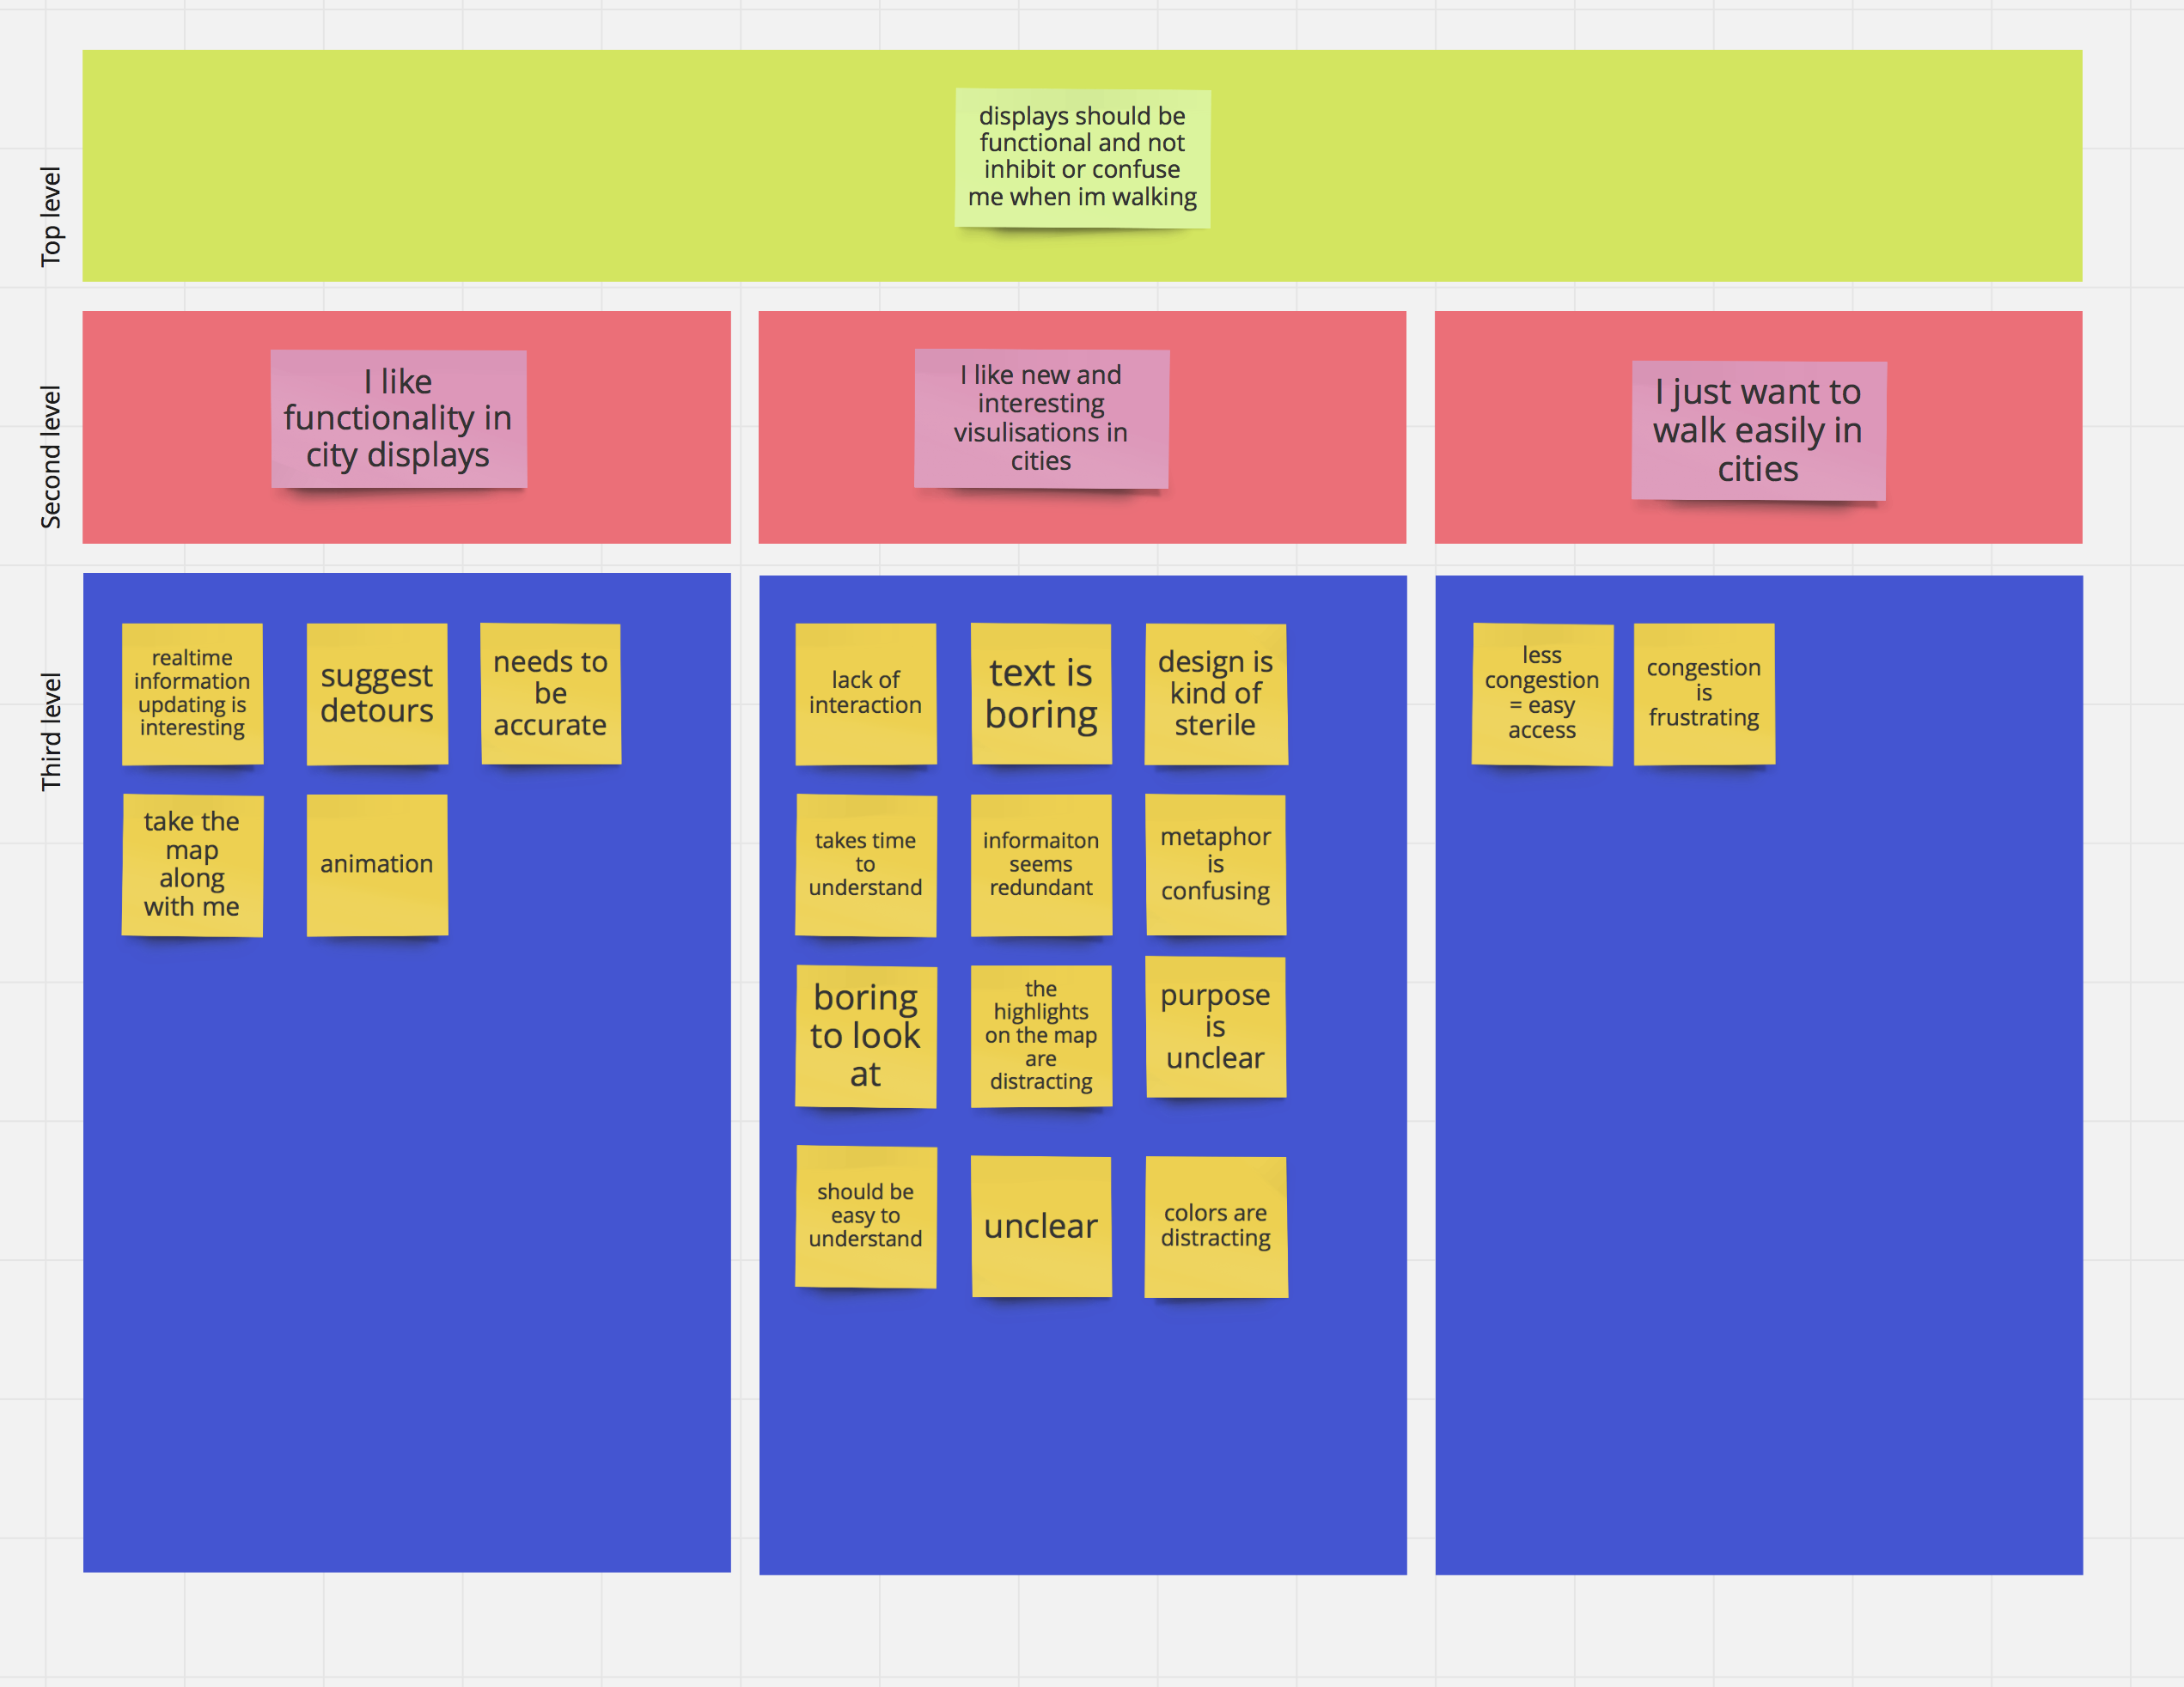 Top level
displays should be
functional and not
inhibit or confuse
me when im walking
Second level
I like
functionality in
city displays
I like new and
interesting
visulisations in
cities
I just want to
walk easily in
cities
Third level
realtime
information
updating is
interesting
suggest
detours
needs to
be
accurate
take the
map
along
with me
animation
lack of
interaction
text is
boring
design is
kind of
sterile
takes time
to
understand
informaiton
seems
redundant
metaphor
is
confusing
boring
to look
at
the
highlights
on the map
are
distracting
purpose
is
unclear
should be
easy to
understand
unclear
colors are
distracting
less
congestion
= easy
access
congestion
is
frustrating